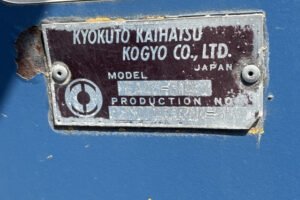 KYOKUTO KAIHATSU
KOGYO CO., LTD.
JAPAN
MODEL
PRODUCTION NO.